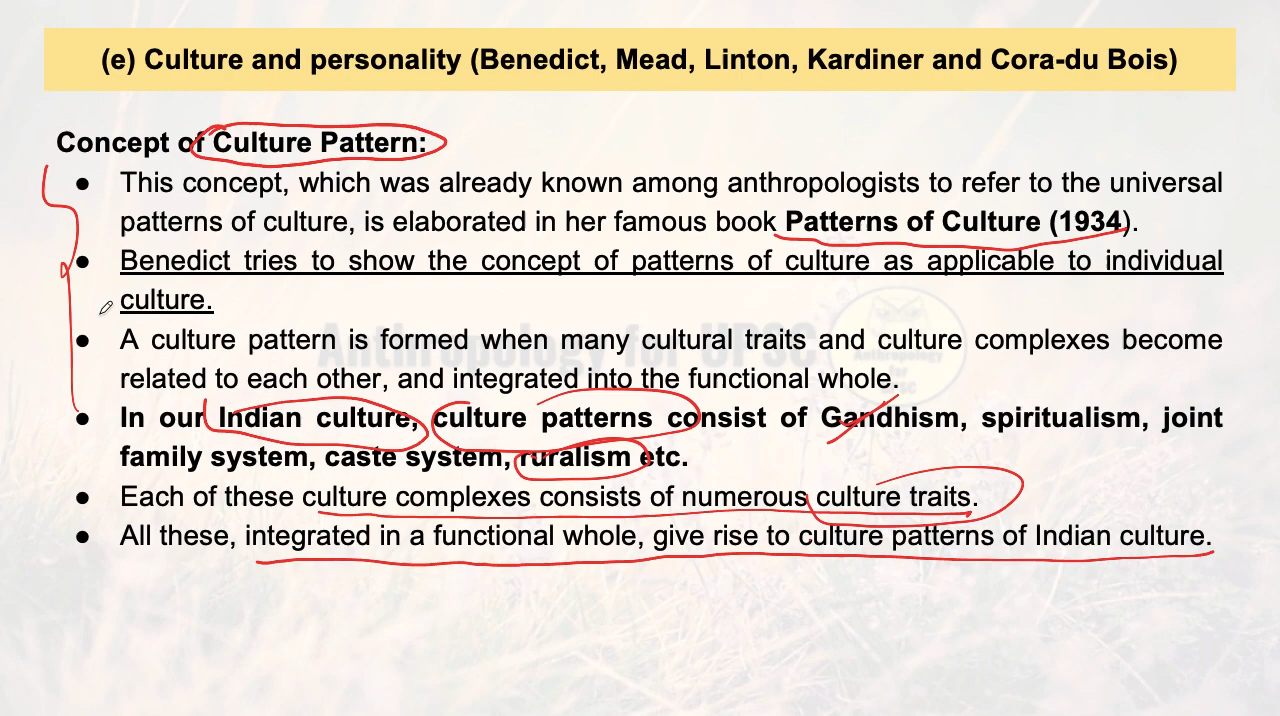 (e) Culture and personality (Benedict, Mead, Linton, Kardiner and Cora-du Bois)
Concept of Culture Pattern:
● This concept, which was already known among anthropologists to refer to the universal
patterns of culture, is elaborated in her famous book Patterns of Culture (1934).
● Benedict tries to show the concept of patterns of culture as applicable to individual
culture.
● A culture pattern is formed when many cultural traits and culture complexes become
related to each other, and integrated into the functional whole.
● In our Indian culture, culture patterns consist of Gandhism, spiritualism, joint
family system, caste system, ruralism etc.
● Each of these culture complexes consists of numerous culture traits.
● All these, integrated in a functional whole, give rise to culture patterns of Indian culture.
Anthropology for UPSC
Anthropology
for